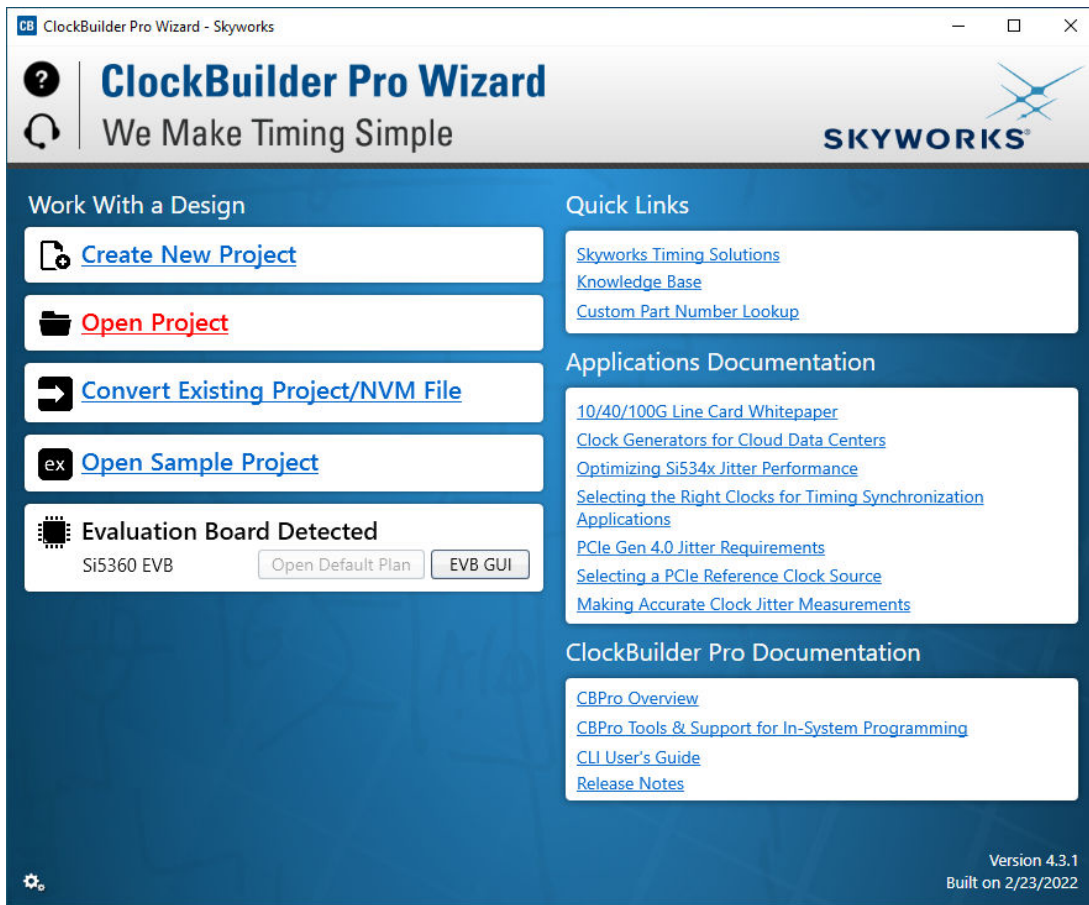 CB ClockBuilder Pro Wizard - Skyworks
?
ClockBuilder Pro Wizard
We Make Timing Simple
SKYWORKS®
Work With a Design
Create New Project
Open Project
Convert Existing Project/NVM File
ex Open Sample Project
Evaluation Board Detected
Si5360 EVB
Open Default Plan
EVB GUI
Quick Links
Skyworks Timing Solutions
Knowledge Base
Custom Part Number Lookup
Applications Documentation
10/40/100G Line Card Whitepaper
Clock Generators for Cloud Data Centers
Optimizing Si534x Jitter Performance
Selecting the Right Clocks for Timing Synchronization
Applications
PCIe Gen 4.0 Jitter Requirements
Selecting a PCIe Reference Clock Source
Making Accurate Clock Jitter Measurements
ClockBuilder Pro Documentation
CBPro Overview
CBPro Tools & Support for In-System Programming
CLI User's Guide
Release Notes
Version 4.3.1
Built on 2/23/2022